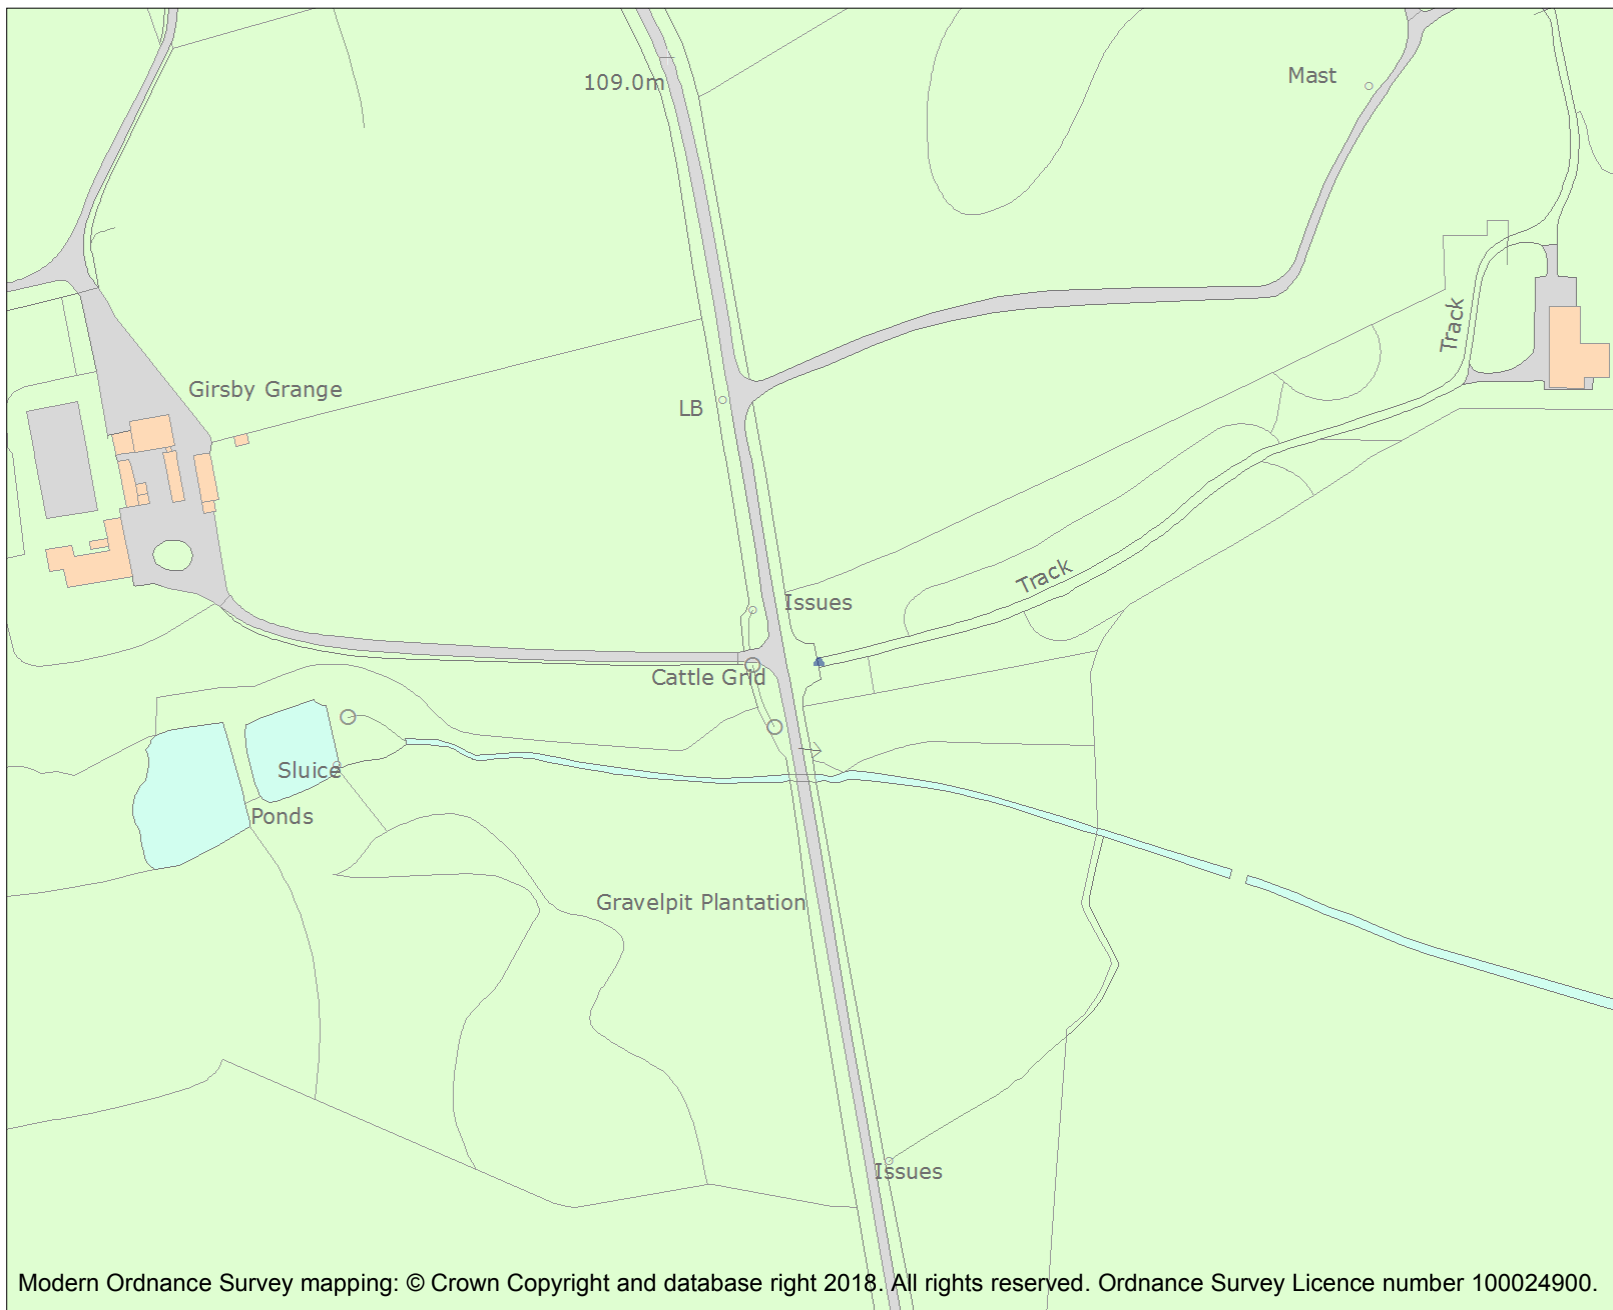 109.0m
Mast
Track
Girsby Grange
LB
Track
Issues
Cattle Grid
Sluice
Ponds
Gravelpit Plantation
Issues
Modern Ordnance Survey mapping: © Crown Copyright and database right 2018. All rights reserved. Ordnance Survey Licence number 100024900.